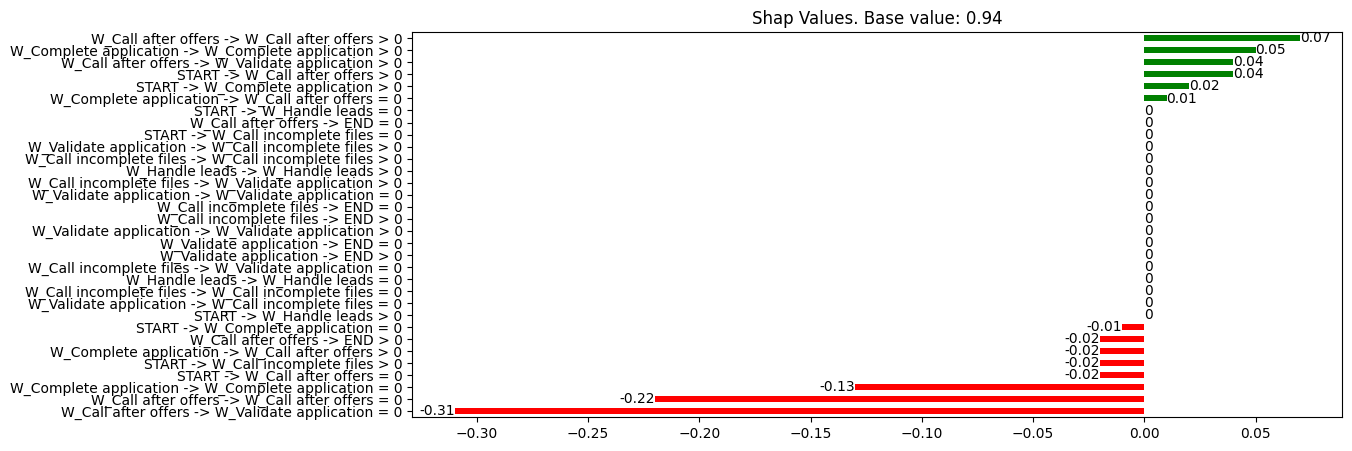 Shap Values. Base value: 0.94
W_Call after offers -> W_Call after offers > 0 0.07
W_Complete application -> W_Complete application > 0 0.05
W_Call after offers -> W_Validate application > 0 0.04
START -> W_Call after offers > 0 0.04
START -> W_Complete application > 0 0.02
W_Complete application -> W_Call after offers = 0 0.01
START -> W_Handle leads = 0 0
W_Call after offers -> END = 0 0
START -> W_Call incomplete files = 0 0
W_Validate application -> W_Call incomplete files > 0 0
W_Call incomplete files -> W_Call incomplete files > 0 0
W_Handle leads -> W_Handle leads > 0 0
W_Call incomplete files -> W_Validate application > 0 0
W_Validate application -> W_Validate application = 0 0
W_Call incomplete files -> END = 0 0
W_Call incomplete files -> END > 0 0
W_Validate application -> W_Validate application > 0 0
W_Validate application -> END = 0 0
W_Validate application -> END > 0 0
W_Call incomplete files -> W_Validate application = 0 0
W_Handle leads -> W_Handle leads = 0 0
W_Call incomplete files -> W_Call incomplete files = 0 0
W_Validate application -> W_Call incomplete files = 0 0
START -> W_Handle leads > 0 0
START -> W_Complete application = 0 -0.01
W_Call after offers -> END > 0 -0.02
W_Complete application -> W_Call after offers > 0 -0.02
START -> W_Call incomplete files > 0 -0.02
START -> W_Call after offers = 0 -0.02
W_Complete application -> W_Complete application = 0 -0.13
W_Call after offers -> W_Call after offers = 0 -0.22
W_Call after offers -> W_Validate application = 0 -0.31
−0.30 −0.25 −0.20 −0.15 −0.10 −0.05 0.00 0.05